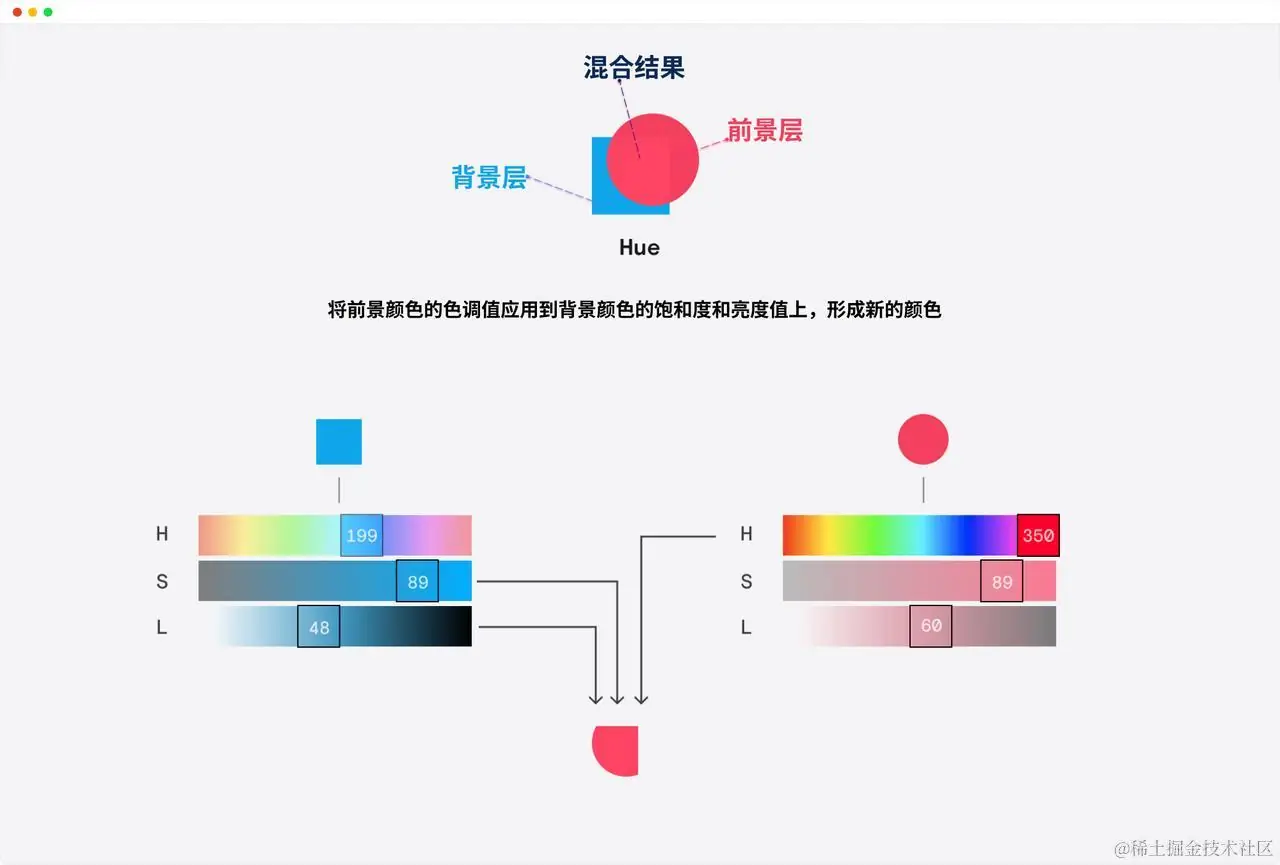 混合结果
前景层
背景层
Hue
将前景颜色的色调值应用到背景颜色的饱和度和亮度值上，形成新的颜色
H 199
S 89
L 48
H 350
S 89
L 60
@稀土掘金技术社区